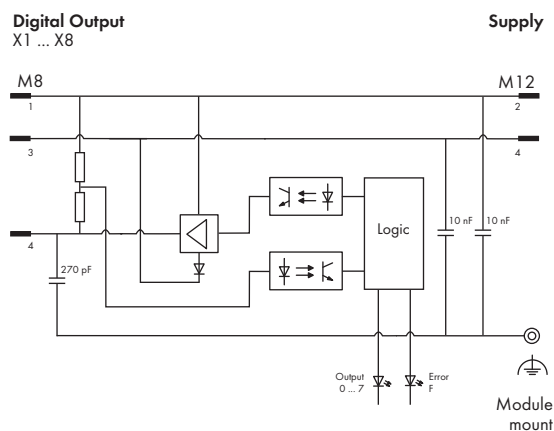 Digital Output
X1 ... X8
Supply
M8
M12
1
2
3
4
Logic
10 nF
10 nF
4
270 pF
Output
0 ... 7
Error
F
Module
mount